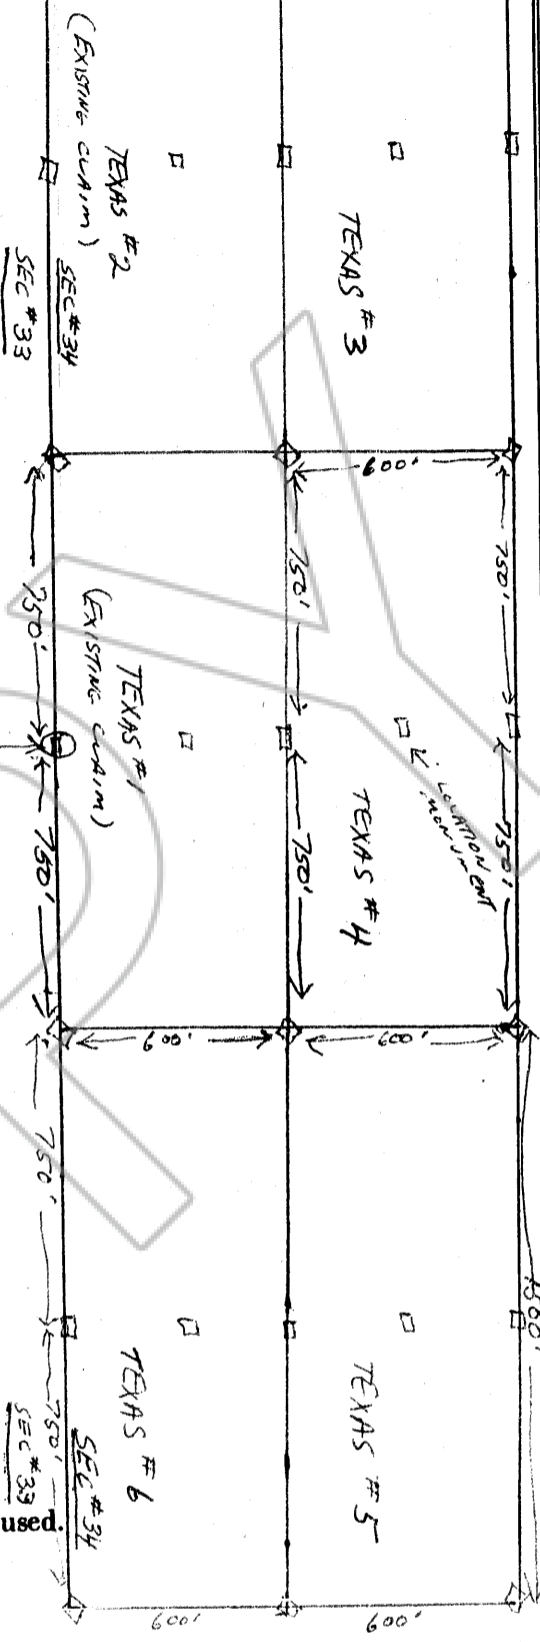 TEXAS #2
(EXISTING CLAIM)
SEC #34
SEC #33
TEXAS #3
600'
750'
750'
750'
TEXAS #1
(EXISTING CLAIM)
LOCATION
MONUMENT
TEXAS #4
750'
750'
750'
600'
600'
750'
1500'
TEXAS #5
TEXAS #6
750'
SEC #34
SEC #33
used.
600'
600'